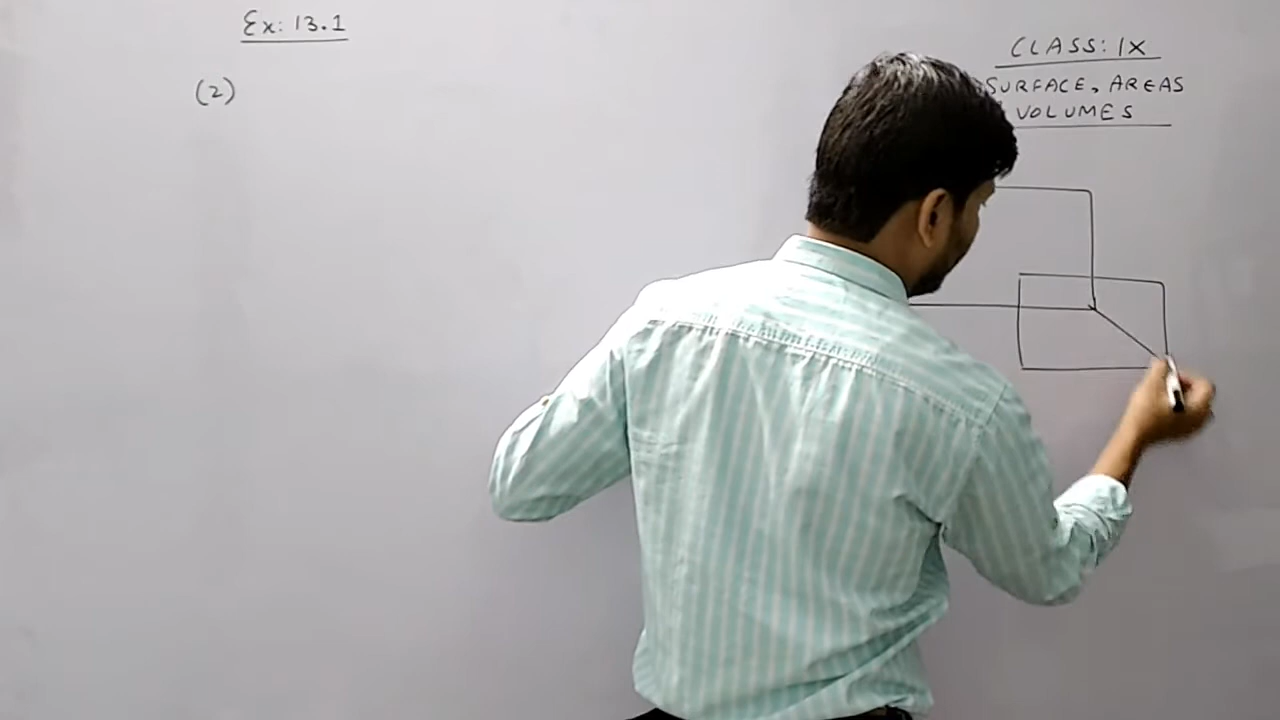 Ex: 13.1
(2)
CLASS: IX
SURFACE, AREAS
VOLUMES